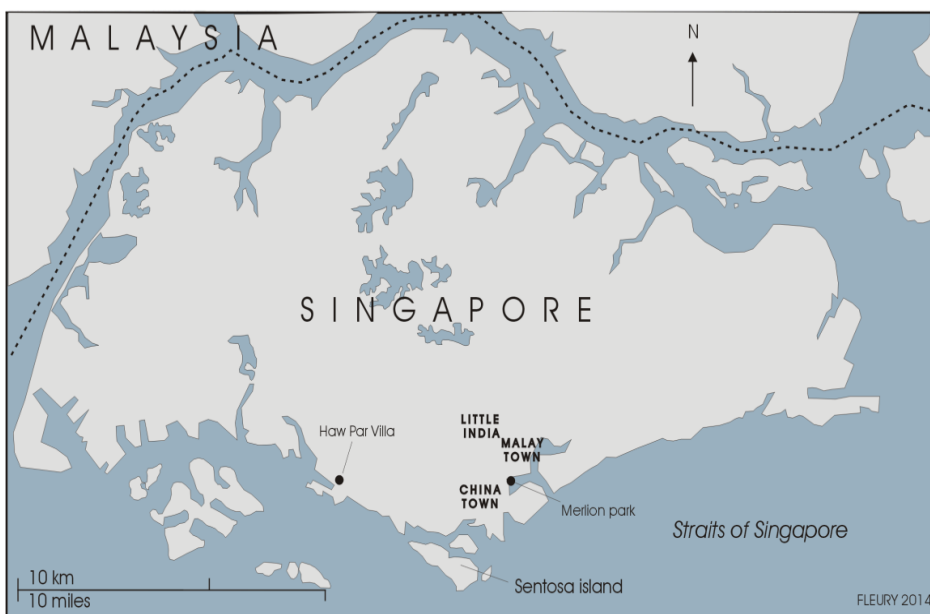 MALAYSIA
N
SINGAPORE
Haw Par Villa
LITTLE
INDIA
MALAY
TOWN
CHINA
TOWN
Merlion park
Straits of Singapore
Sentosa island
10 km
10 miles
FLEURY 2014